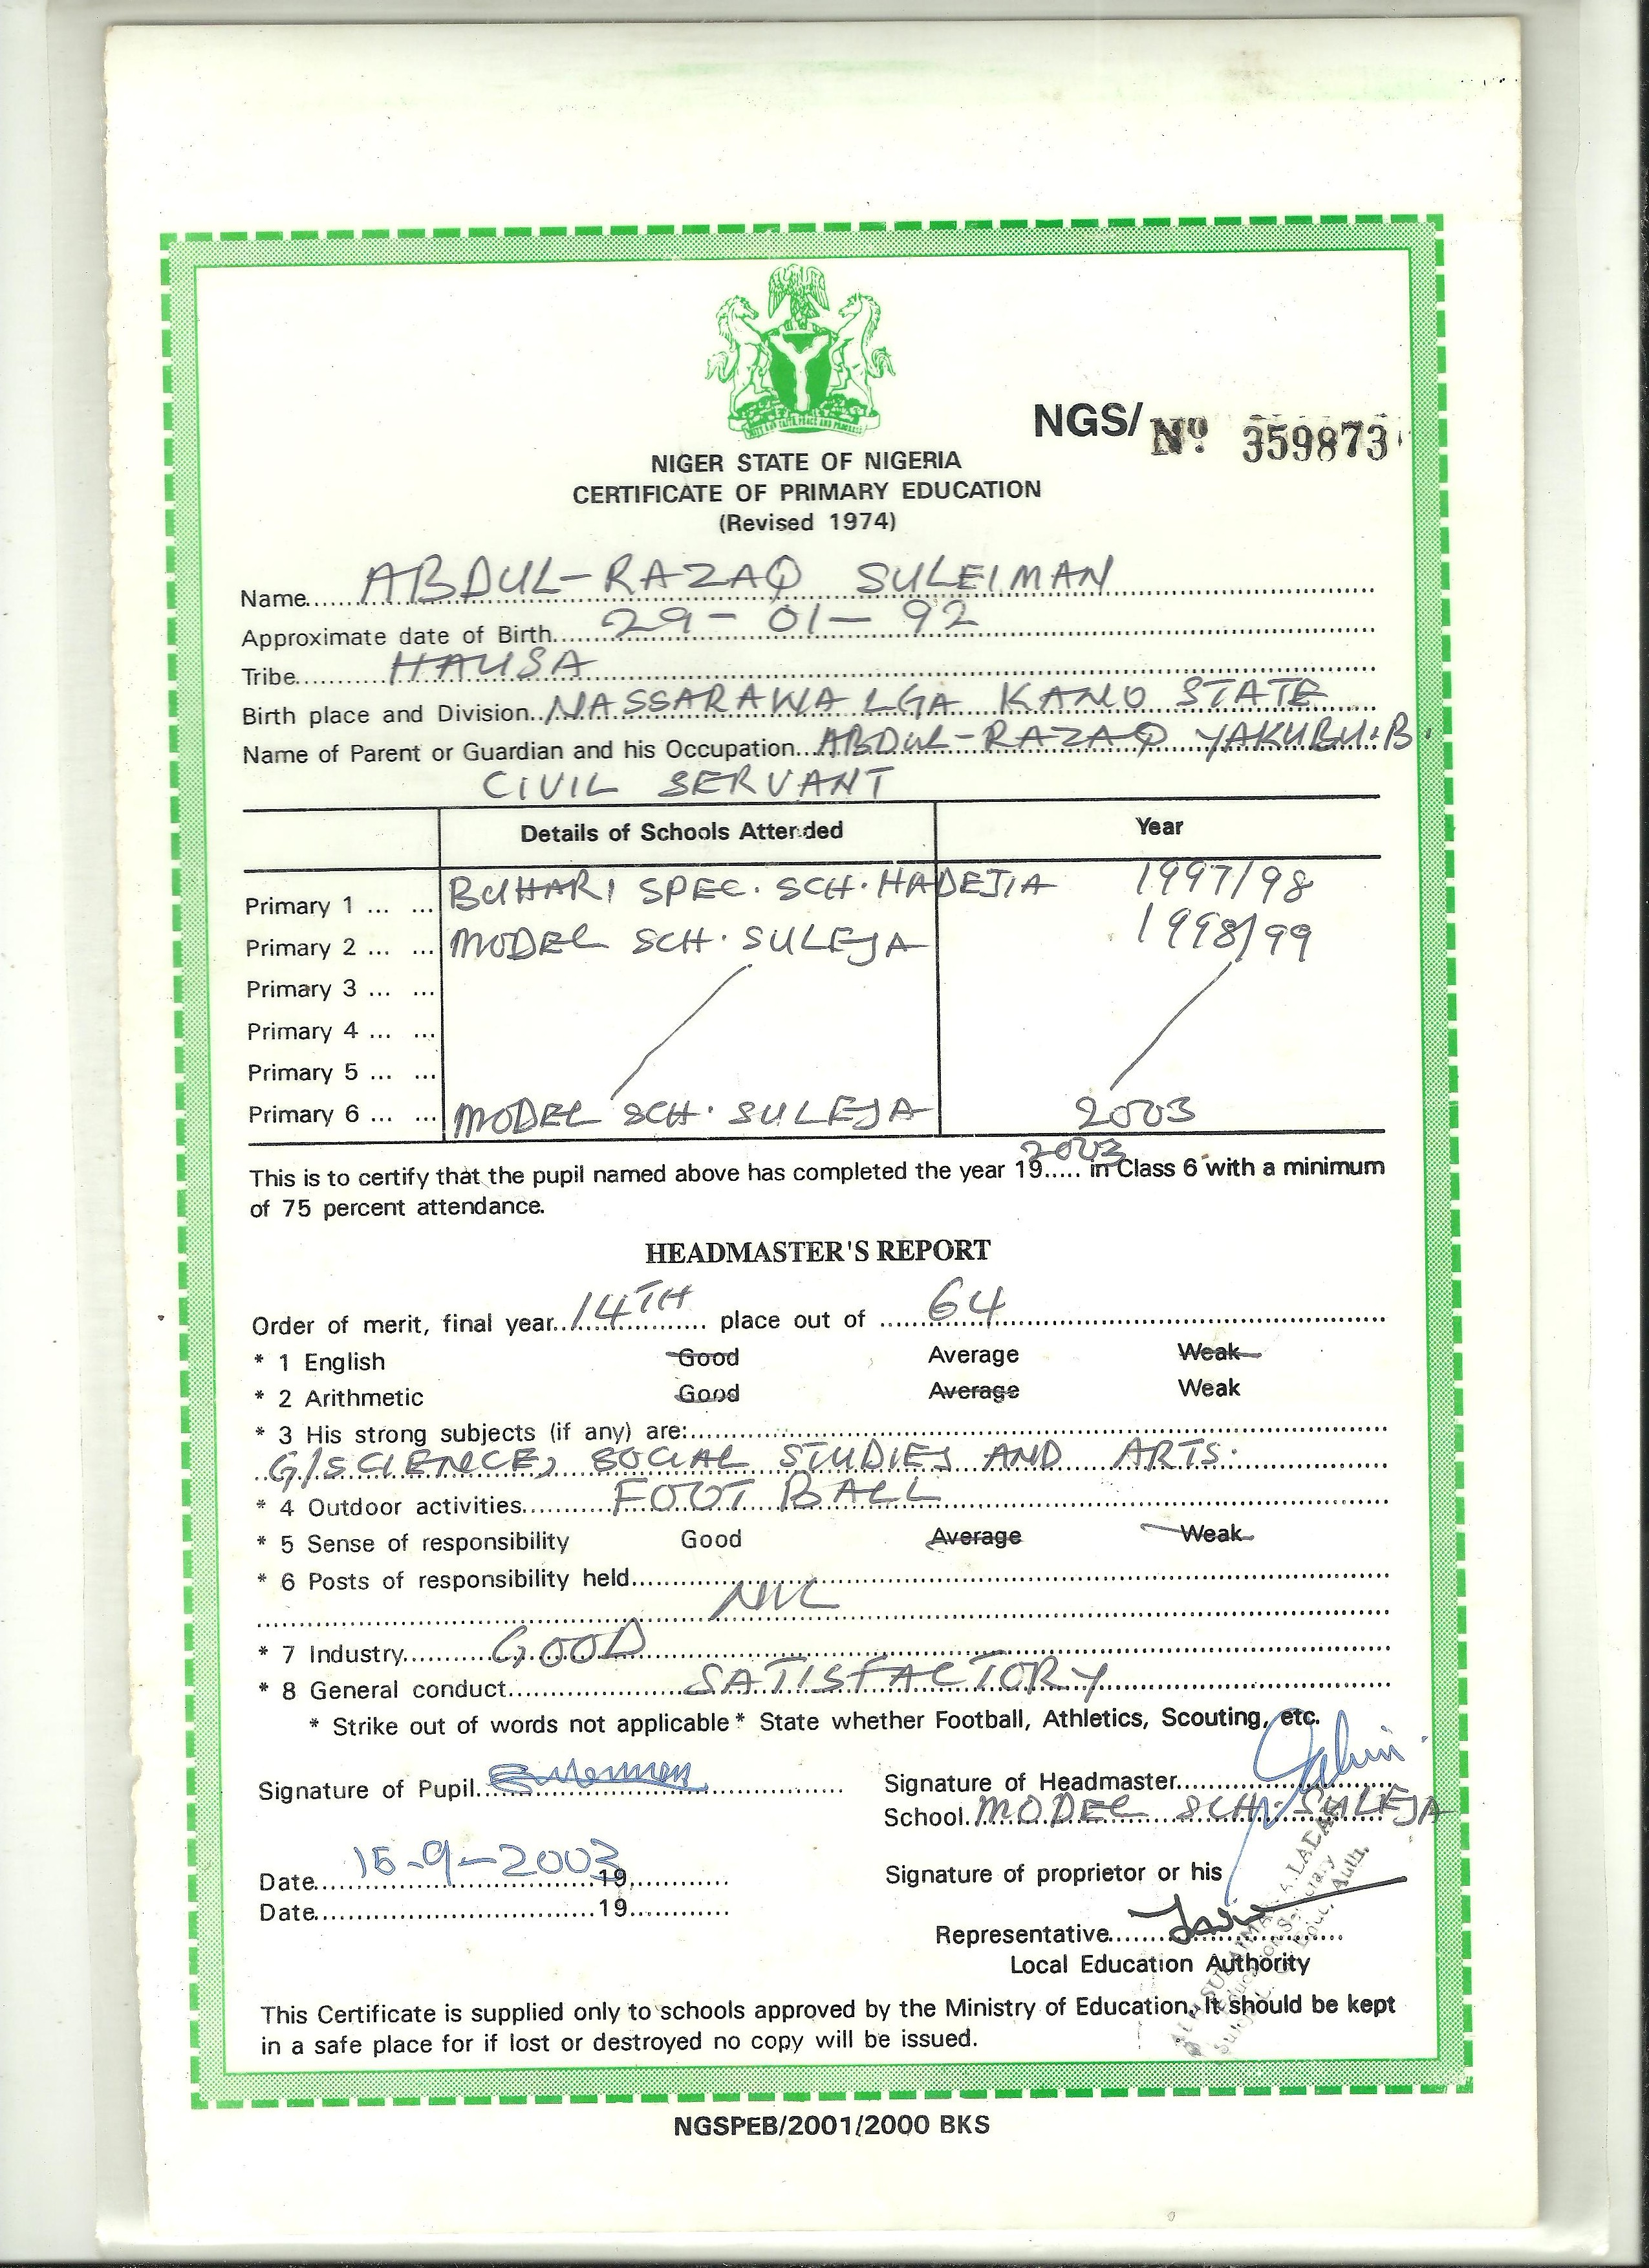 NGS/ Nº 359873
NIGER STATE OF NIGERIA
CERTIFICATE OF PRIMARY EDUCATION
(Revised 1974)
Name ABDUL-RAZAQ SULEIMAN
Approximate date of Birth 29-01-92
Tribe HAUSA
Birth place and Division NASSARAWA LGA KANO STATE
Name of Parent or Guardian and his Occupation ABDUL-RAZAQ YAKUBU.B.
CIVIL SERVANT
Details of Schools Attended Year
Primary 1 ... ... BUHARI SPEC. SCH. HADEJIA 1997/98
Primary 2 ... ... MODEL SCH. SULEJA 1998/99
Primary 3 ... ...
Primary 4 ... ...
Primary 5 ... ...
Primary 6 ... ... MODEL SCH. SULEJA 2003
2003
This is to certify that the pupil named above has completed the year 19..... in Class 6 with a minimum
of 75 percent attendance.
HEADMASTER'S REPORT
Order of merit, final year 14TH place out of 64
* 1 English Good Average Weak
* 2 Arithmetic Good Average Weak
* 3 His strong subjects (if any) are:
G/SCIENCE, SOCIAL STUDIES AND ARTS.
* 4 Outdoor activities FOOT BALL
* 5 Sense of responsibility Good Average Weak
* 6 Posts of responsibility held
NIL
* 7 Industry GOOD
* 8 General conduct SATISFACTORY
* Strike out of words not applicable * State whether Football, Athletics, Scouting, etc.
Signature of Pupil Signature of Headmaster
School MODEL SCH. SULEJA
Date 15-9-2003 19 Signature of proprietor or his
Date 19
Representative
Local Education Authority
This Certificate is supplied only to schools approved by the Ministry of Education. It should be kept
in a safe place for if lost or destroyed no copy will be issued.
NGSPEB/2001/2000 BKS